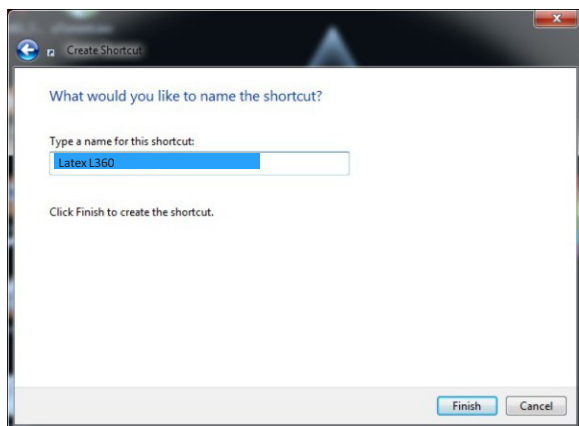 Create Shortcut
What would you like to name the shortcut?
Type a name for this shortcut:
Latex L360
Click Finish to create the shortcut.
Finish Cancel